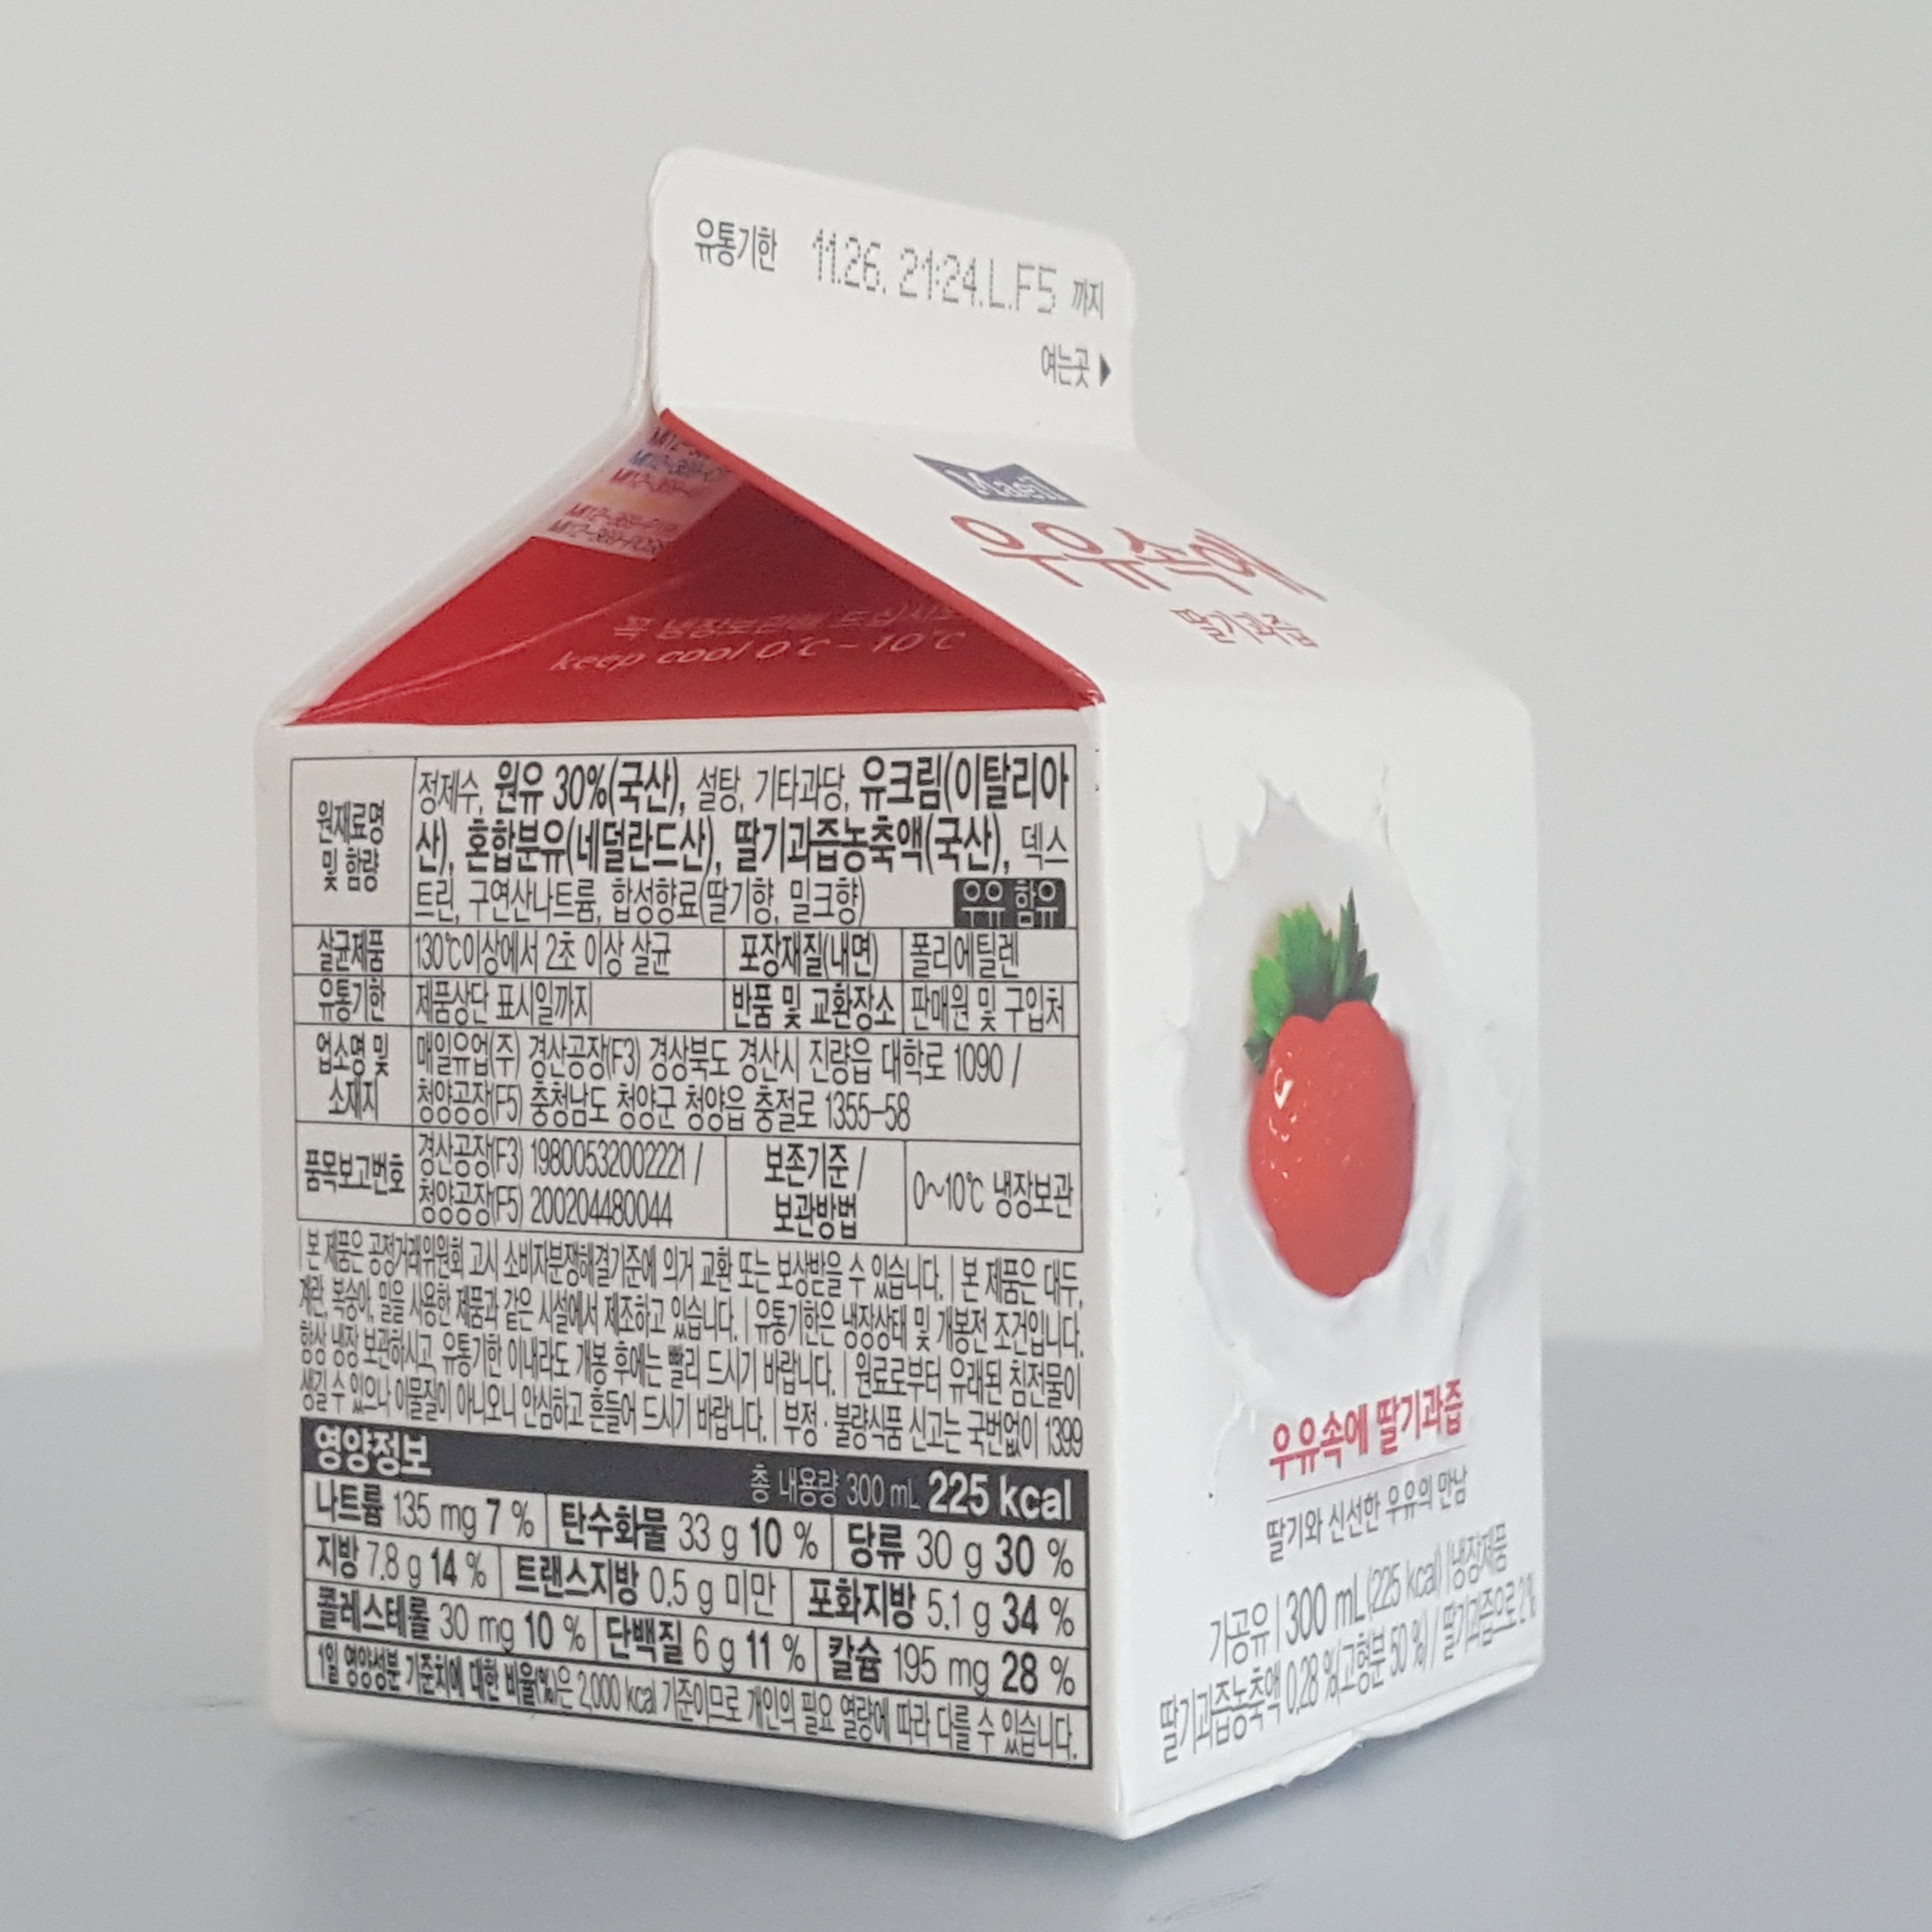 유통기한 11.26. 21:24.L.F5 까지
여는곳▶
Maeil
우유속에
딸기과즙
keep cool 0℃ - 10℃
원재료명 및 함량
정제수, 원유 30%(국산), 설탕, 기타과당, 유크림(이탈리아
산), 혼합분유(네덜란드산), 딸기과즙농축액(국산), 덱스
트린, 구연산나트륨, 합성향료(딸기향, 밀크향) 우유 함유
살균제품 130℃이상에서 2초 이상 살균 포장재질(내면) 폴리에틸렌
유통기한 제품상단 표시일까지 반품 및 교환장소 판매원 및 구입처
업소명 및 소재지
매일유업(주) 경산공장(F3) 경상북도 경산시 진량읍 대학로 1090 /
청양공장(F5) 충청남도 청양군 청양읍 충절로 1355-58
품목보고번호
경산공장(F3) 19800532002221 /
청양공장(F5) 200204480044
보존기준 /
보관방법
0~10℃ 냉장보관
| 본 제품은 공정거래위원회 고시 소비자분쟁해결기준에 의거 교환 또는 보상받을 수 있습니다. | 본 제품은 대두,
계란, 복숭아, 밀을 사용한 제품과 같은 시설에서 제조하고 있습니다. | 유통기한은 냉장상태 및 개봉전 조건입니다.
항상 냉장 보관하시고, 유통기한 이내라도 개봉 후에는 빨리 드시기 바랍니다. | 원료로부터 유래된 침전물이
생길 수 있으나 이물질이 아니오니 안심하고 흔들어 드시기 바랍니다. | 부정 · 불량식품 신고는 국번없이 1399
영양정보 총 내용량 300 mL 225 kcal
나트륨 135 mg 7 % | 탄수화물 33 g 10 % | 당류 30 g 30 %
지방 7.8 g 14 % | 트랜스지방 0.5 g 미만 | 포화지방 5.1 g 34 %
콜레스테롤 30 mg 10 % | 단백질 6 g 11 % | 칼슘 195 mg 28 %
1일 영양성분 기준치에 대한 비율(%)은 2,000 kcal 기준이므로 개인의 필요 열량에 따라 다를 수 있습니다.
우유속에 딸기과즙
딸기와 신선한 우유의 만남
가공유 | 300 mL (225 kcal) | 냉장제품
딸기과즙농축액 0.28 %(고형분 50 %) / 딸기과즙으로 2%